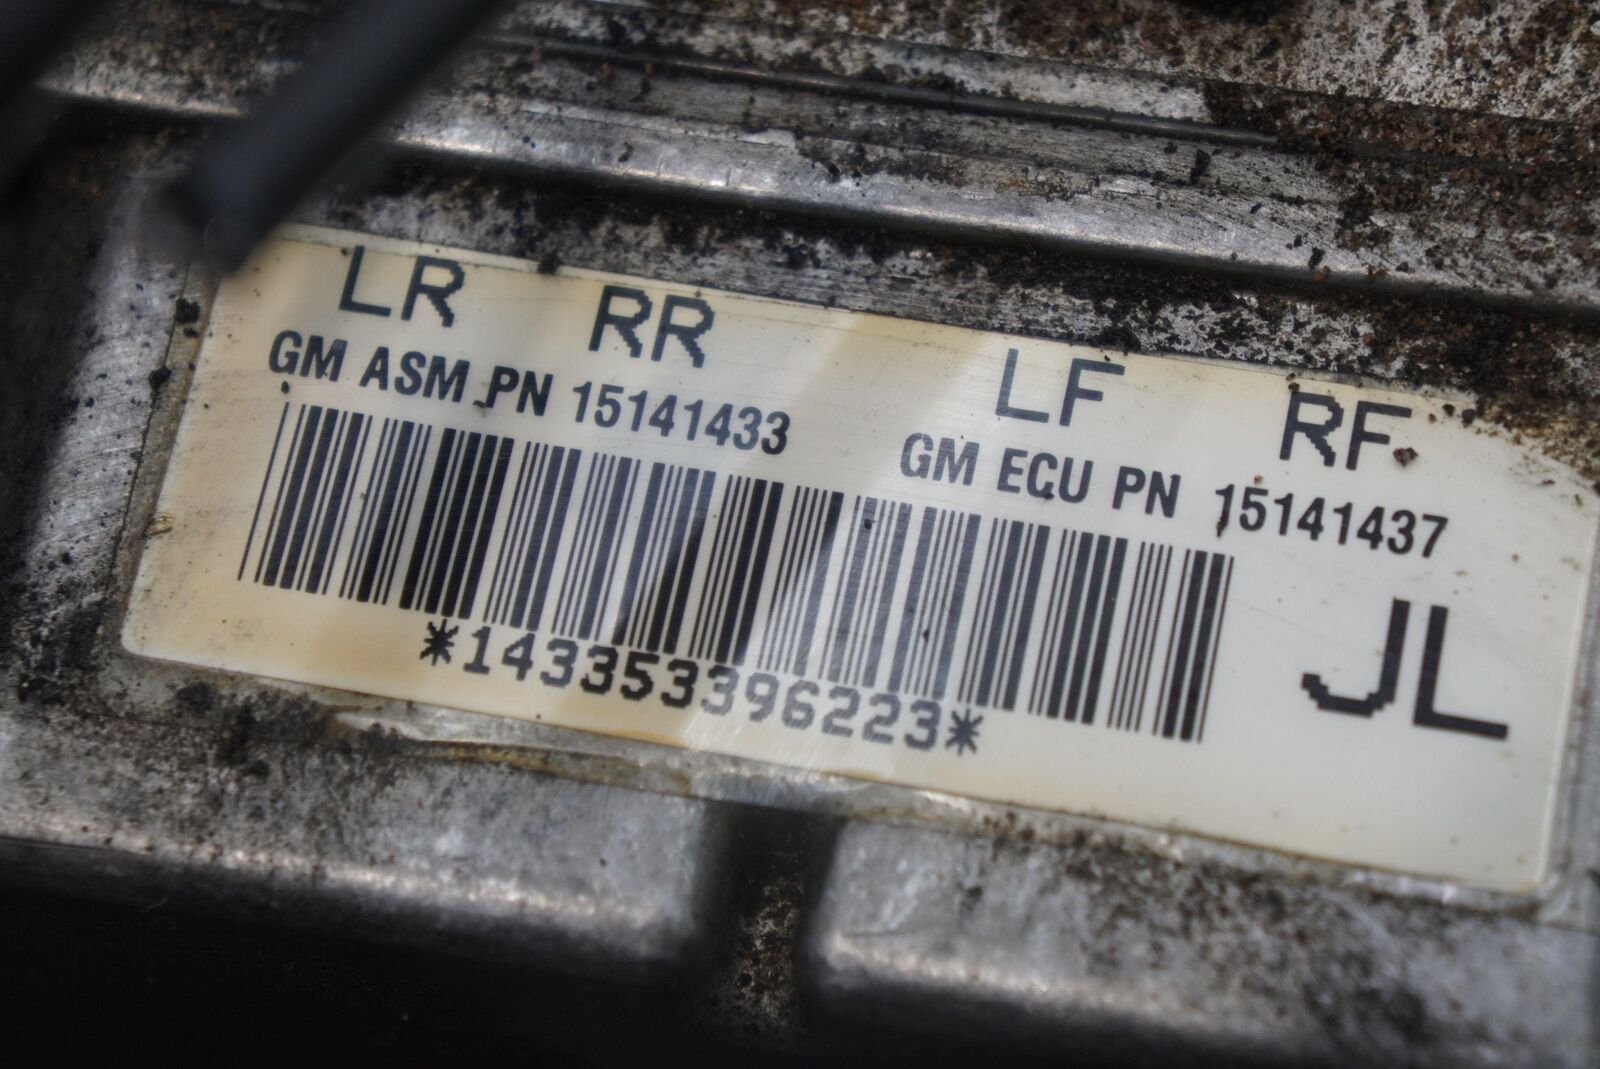 LR RR LF RF
GM ASM PN 15141433 GM ECU PN 15141437
*143353396223*
JL